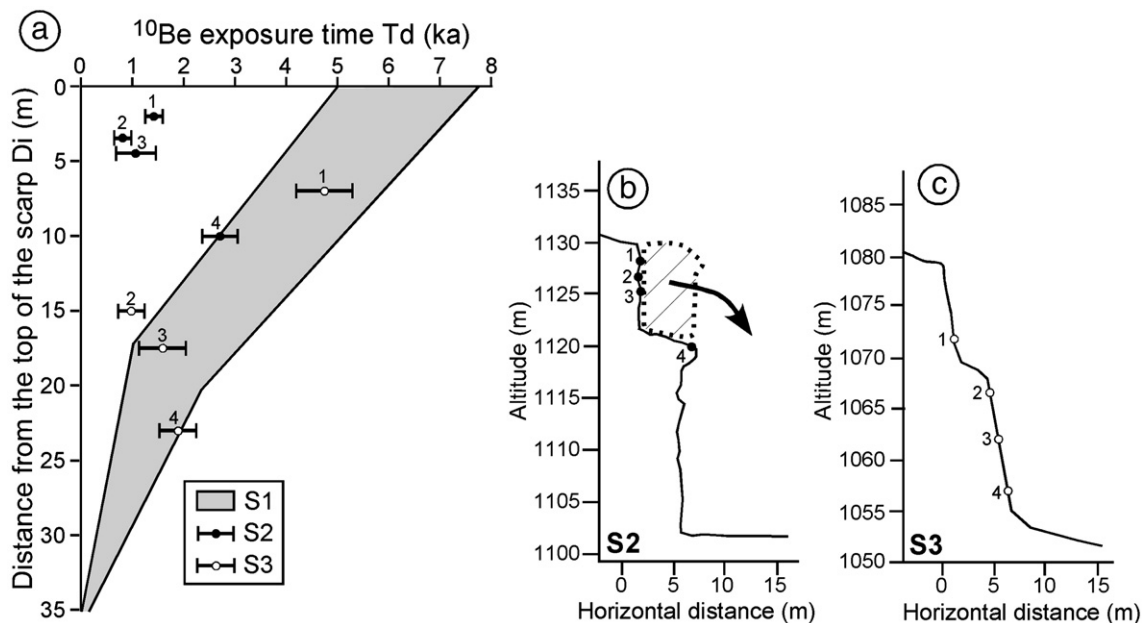 a
¹⁰Be exposure time Td (ka)
0 1 2 3 4 5 6 7 8
Distance from the top of the scarp Di (m)
0
5
10
15
20
25
30
35
1
2
3
1
4
2
3
4
S1
S2
S3
b
Altitude (m)
1135
1130
1125
1120
1115
1110
1105
1100
1
2
3
4
S2
0 5 10 15
Horizontal distance (m)
c
Altitude (m)
1085
1080
1075
1070
1065
1060
1055
1050
1
2
3
4
S3
0 5 10 15
Horizontal distance (m)